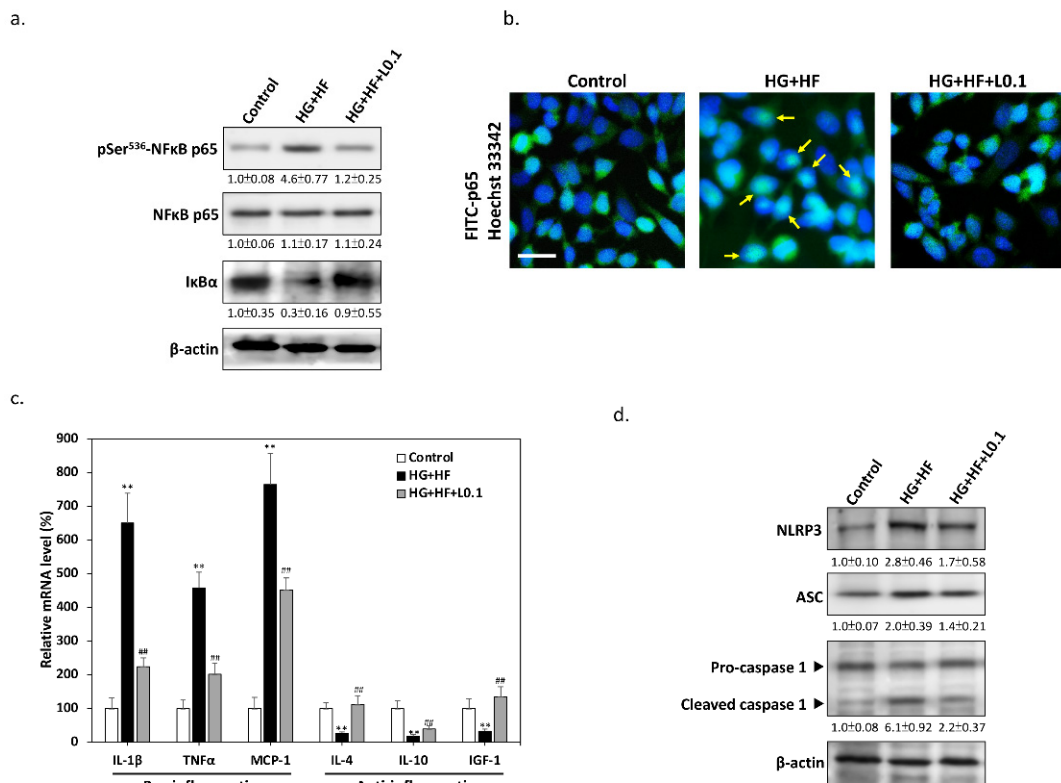 a.
Control
HG+HF
HG+HF+L0.1
pSer⁵³⁶-NFκB p65
1.0±0.08 4.6±0.77 1.2±0.25
NFκB p65
1.0±0.06 1.1±0.17 1.1±0.24
IκBα
1.0±0.35 0.3±0.16 0.9±0.55
β-actin
b.
Control
HG+HF
HG+HF+L0.1
FITC-p65
Hoechst 33342
c.
Relative mRNA level (%)
900
800
700
600
500
400
300
200
100
0
Control
HG+HF
HG+HF+L0.1
** ## ** ## ** ## ** ## ** ## ** ##
IL-1β TNFα MCP-1 IL-4 IL-10 IGF-1
d.
Control
HG+HF
HG+HF+L0.1
NLRP3
1.0±0.10 2.8±0.46 1.7±0.58
ASC
1.0±0.07 2.0±0.39 1.4±0.21
Pro-caspase 1
Cleaved caspase 1
1.0±0.08 6.1±0.92 2.2±0.37
β-actin